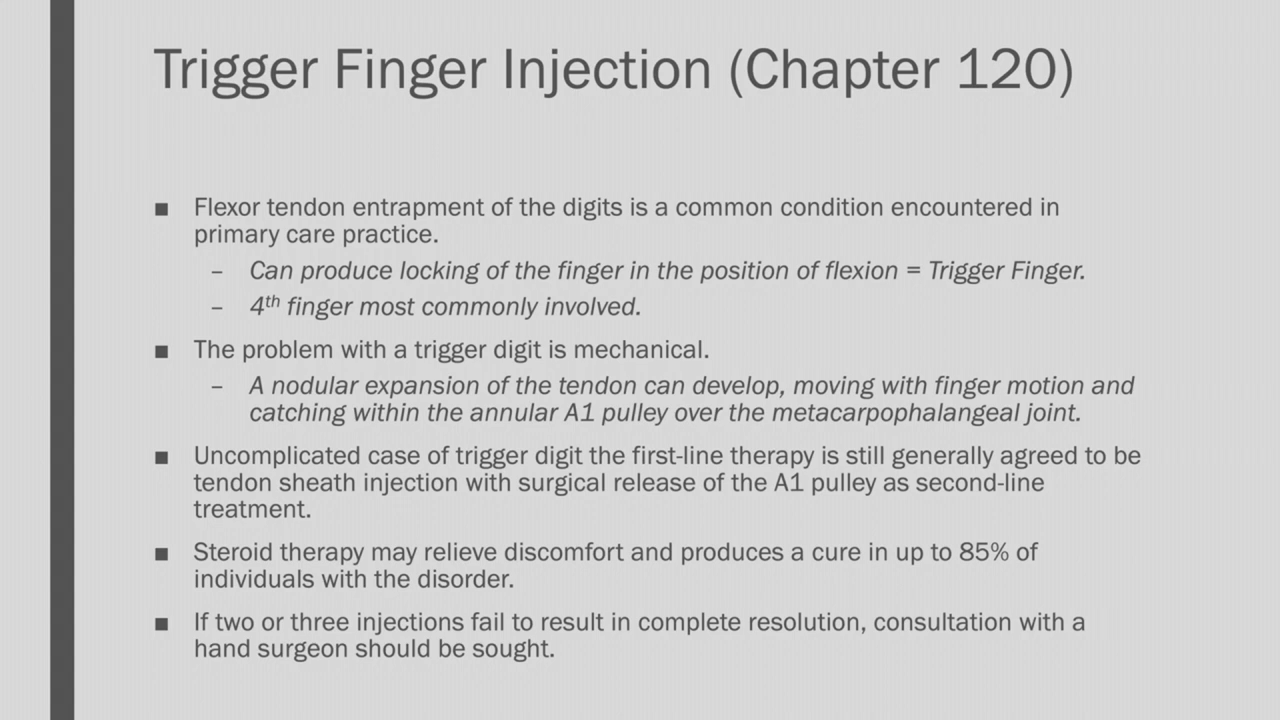 Trigger Finger Injection (Chapter 120)
■ Flexor tendon entrapment of the digits is a common condition encountered in
primary care practice.
– Can produce locking of the finger in the position of flexion = Trigger Finger.
– 4th finger most commonly involved.
■ The problem with a trigger digit is mechanical.
– A nodular expansion of the tendon can develop, moving with finger motion and
catching within the annular A1 pulley over the metacarpophalangeal joint.
■ Uncomplicated case of trigger digit the first-line therapy is still generally agreed to be
tendon sheath injection with surgical release of the A1 pulley as second-line
treatment.
■ Steroid therapy may relieve discomfort and produces a cure in up to 85% of
individuals with the disorder.
■ If two or three injections fail to result in complete resolution, consultation with a
hand surgeon should be sought.